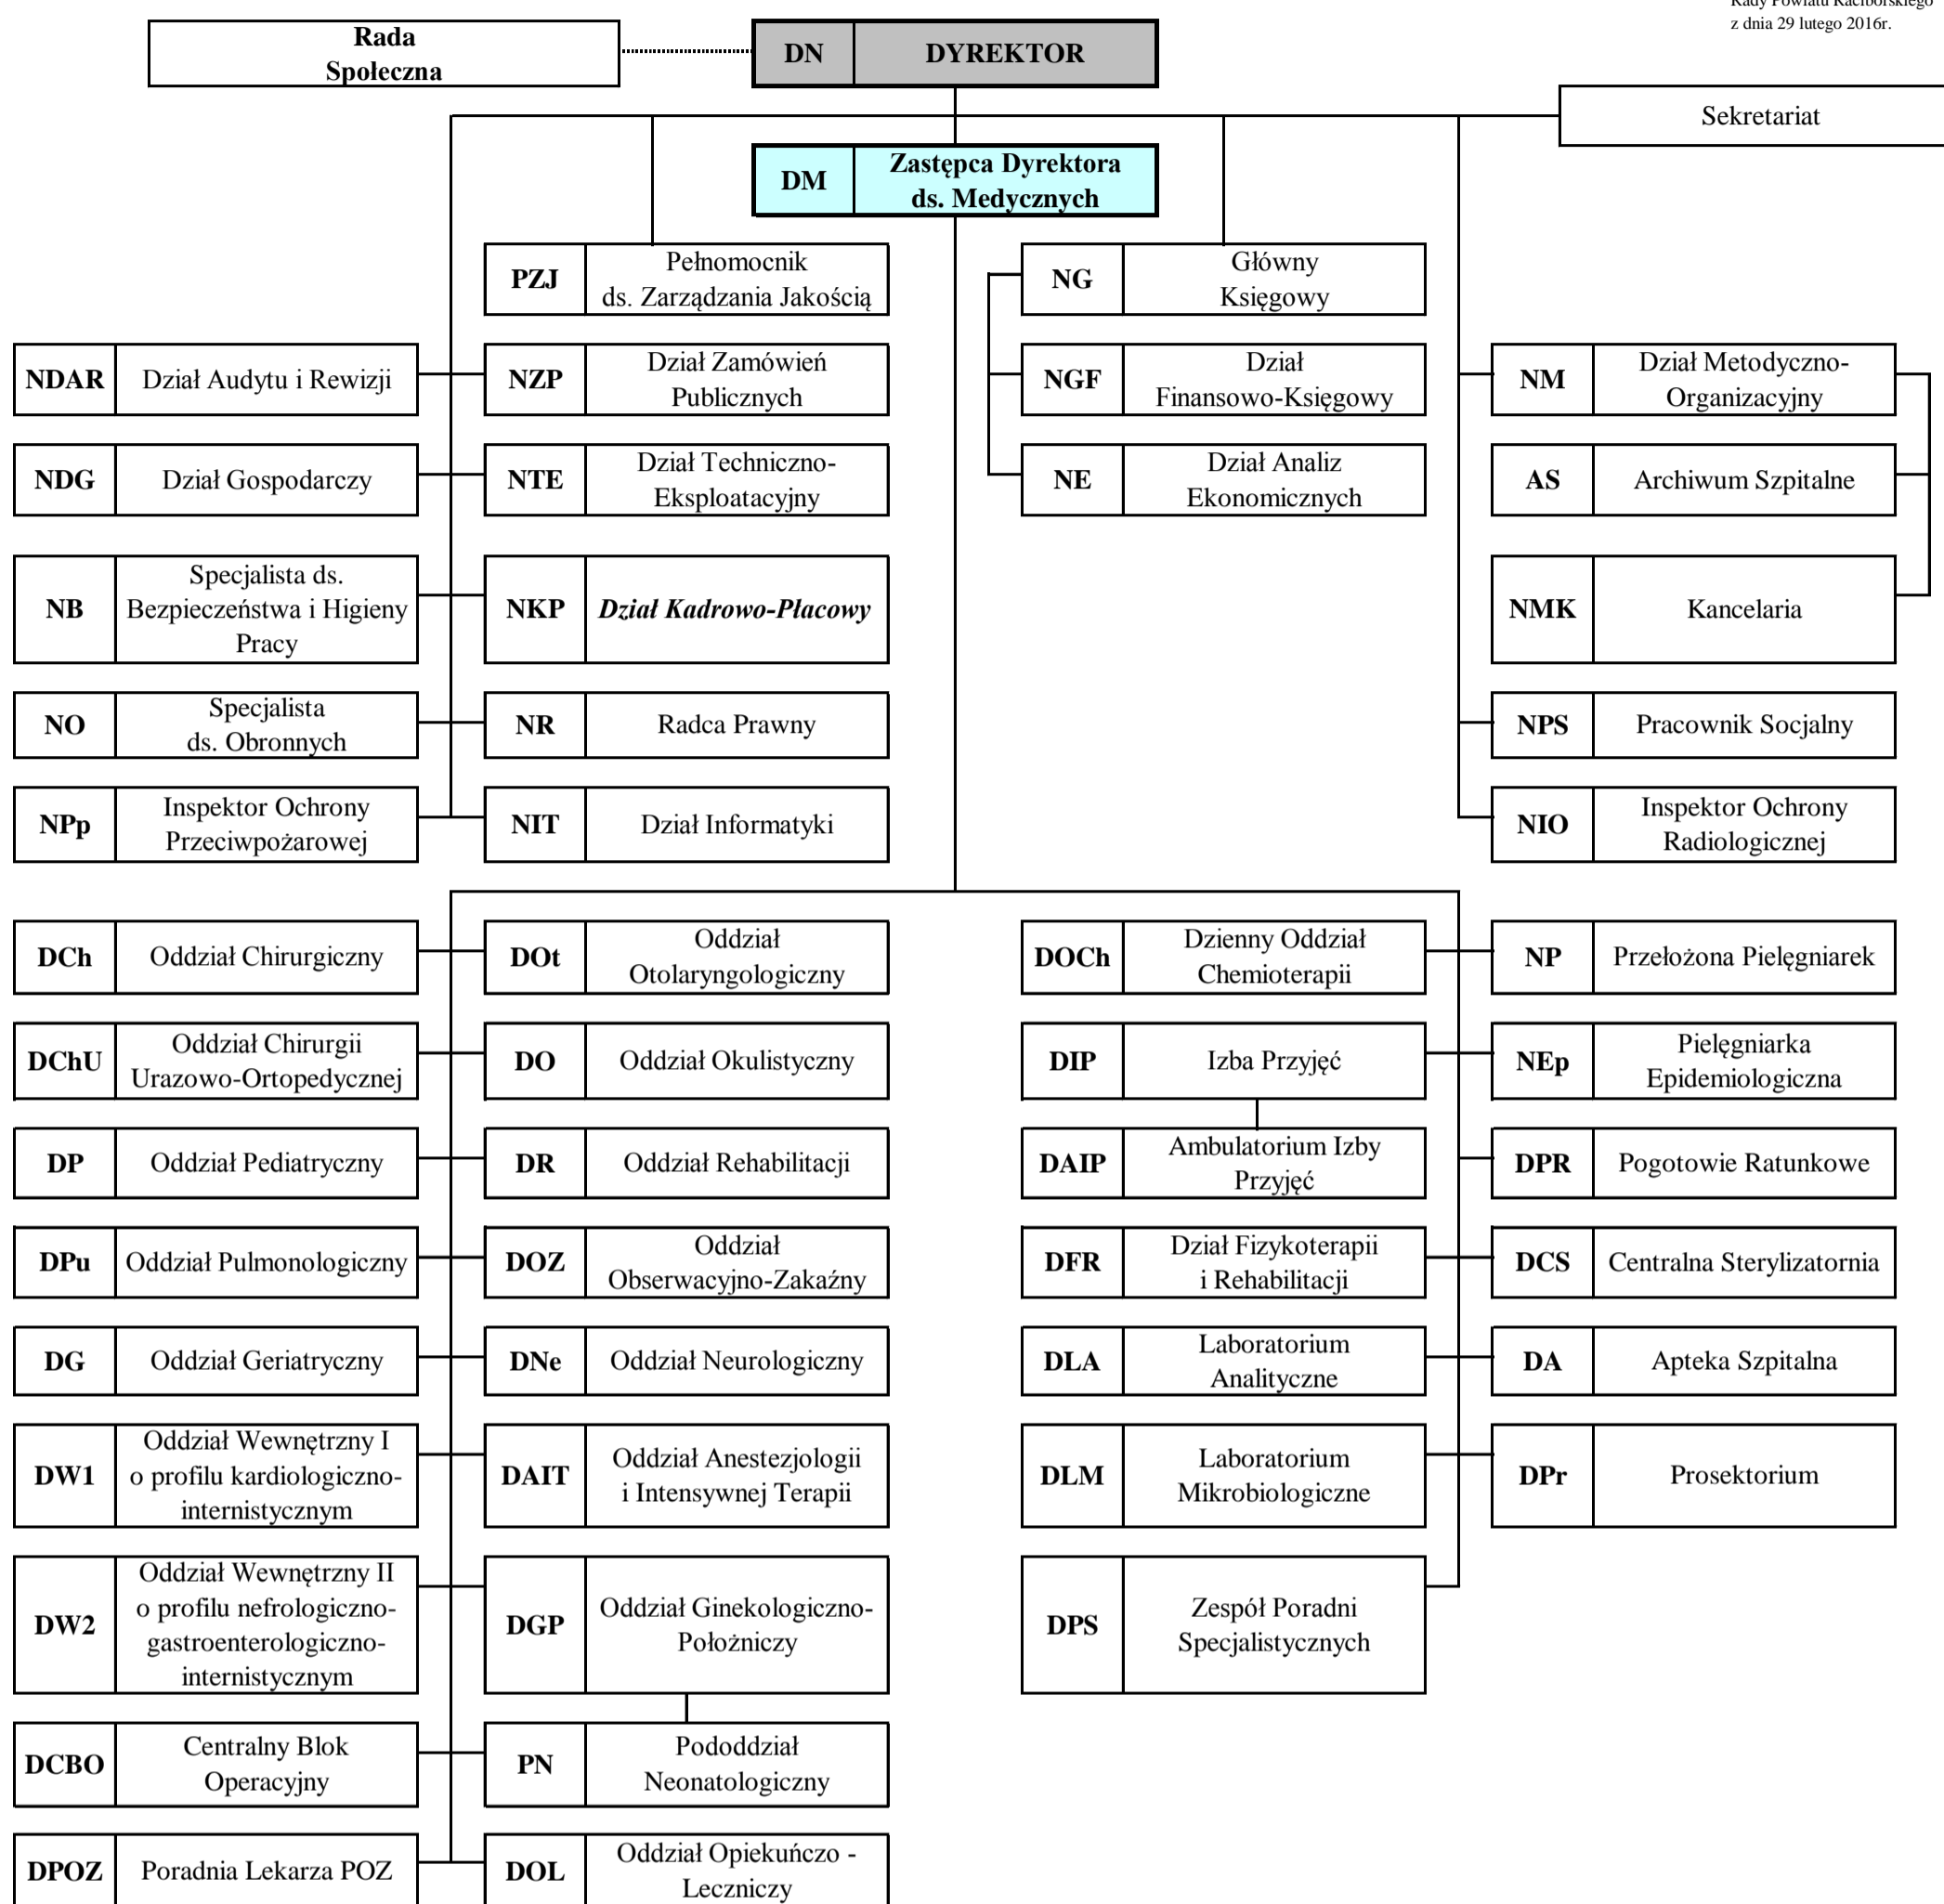 Rady Powiatu Raciborskiego
z dnia 29 lutego 2016r.
Rada
Społeczna
DN
DYREKTOR
Sekretariat
DM
Zastępca Dyrektora
ds. Medycznych
PZJ
Pełnomocnik
ds. Zarządzania Jakością
NG
Główny
Księgowy
NDAR
Dział Audytu i Rewizji
NZP
Dział Zamówień
Publicznych
NGF
Dział
Finansowo-Księgowy
NM
Dział Metodyczno-
Organizacyjny
NDG
Dział Gospodarczy
NTE
Dział Techniczno-
Eksploatacyjny
NE
Dział Analiz
Ekonomicznych
AS
Archiwum Szpitalne
NB
Specjalista ds.
Bezpieczeństwa i Higieny
Pracy
NKP
Dział Kadrowo-Płacowy
NMK
Kancelaria
NO
Specjalista
ds. Obronnych
NR
Radca Prawny
NPS
Pracownik Socjalny
NPp
Inspektor Ochrony
Przeciwpożarowej
NIT
Dział Informatyki
NIO
Inspektor Ochrony
Radiologicznej
DCh
Oddział Chirurgiczny
DOt
Oddział
Otolaryngologiczny
DOCh
Dzienny Oddział
Chemioterapii
NP
Przełożona Pielęgniarek
DChU
Oddział Chirurgii
Urazowo-Ortopedycznej
DO
Oddział Okulistyczny
DIP
Izba Przyjęć
NEp
Pielęgniarka
Epidemiologiczna
DP
Oddział Pediatryczny
DR
Oddział Rehabilitacji
DAIP
Ambulatorium Izby
Przyjęć
DPR
Pogotowie Ratunkowe
DPu
Oddział Pulmonologiczny
DOZ
Oddział
Obserwacyjno-Zakaźny
DFR
Dział Fizykoterapii
i Rehabilitacji
DCS
Centralna Sterylizatornia
DG
Oddział Geriatryczny
DNe
Oddział Neurologiczny
DLA
Laboratorium
Analityczne
DA
Apteka Szpitalna
DW1
Oddział Wewnętrzny I
o profilu kardiologiczno-
internistycznym
DAIT
Oddział Anestezjologii
i Intensywnej Terapii
DLM
Laboratorium
Mikrobiologiczne
DPr
Prosektorium
DW2
Oddział Wewnętrzny II
o profilu nefrologiczno-
gastroenterologiczno-
internistycznym
DGP
Oddział Ginekologiczno-
Położniczy
DPS
Zespół Poradni
Specjalistycznych
DCBO
Centralny Blok
Operacyjny
PN
Pododdział
Neonatologiczny
DPOZ
Poradnia Lekarza POZ
DOL
Oddział Opiekuńczo -
Leczniczy